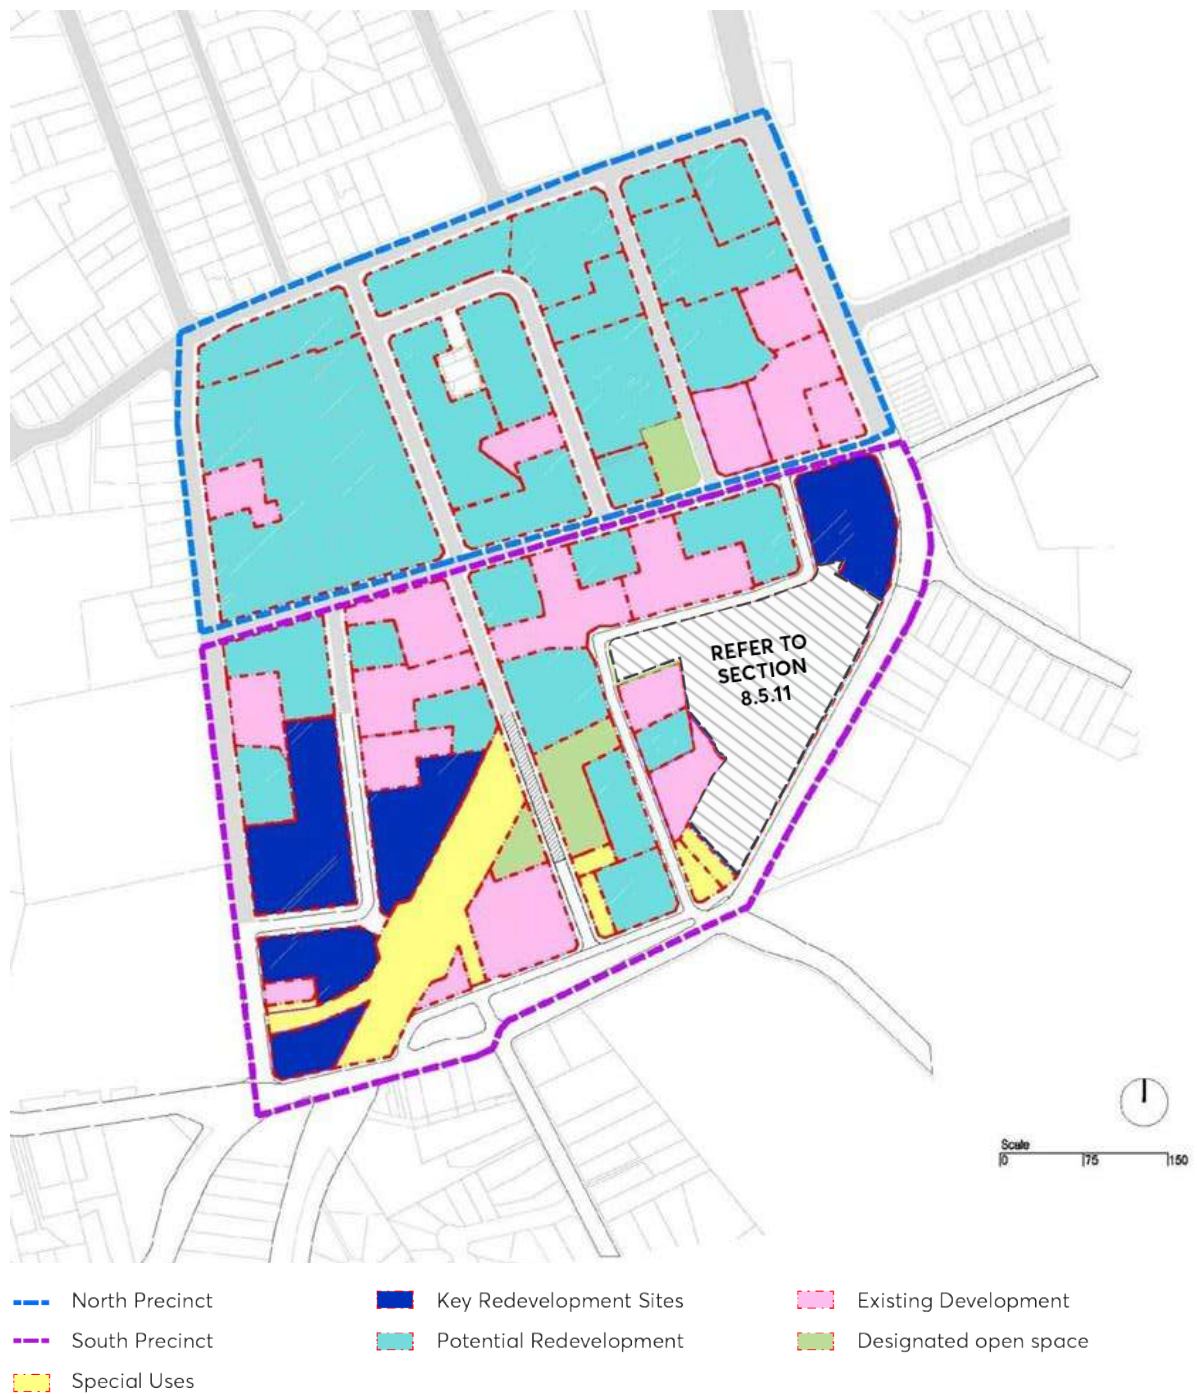 REFER TO
SECTION
8.5.11
Scale
0 75 150
North Precinct
Key Redevelopment Sites
Existing Development
South Precinct
Potential Redevelopment
Designated open space
Special Uses